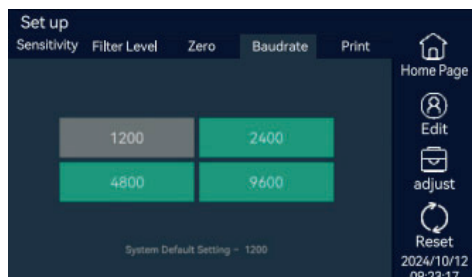 Set up
Sensitivity Filter Level Zero Baudrate Print
Home Page
1200 2400
Edit
4800 9600
adjust
System Default Setting - 1200
Reset
2024/10/12
09:23:17